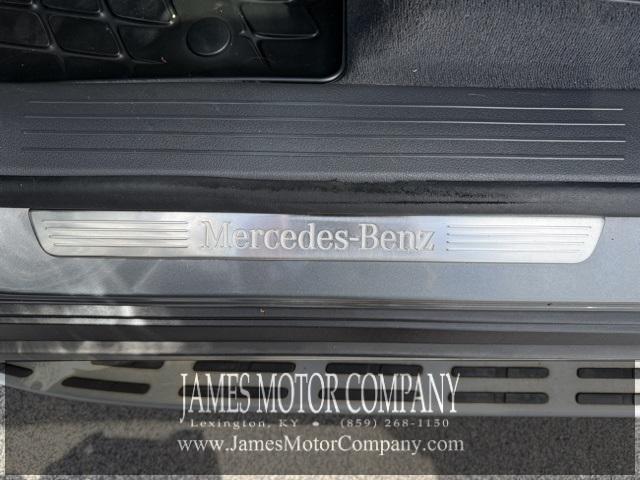 Mercedes-Benz
JAMES MOTOR COMPANY
Lexington, KY • (859) 268-1150
www.JamesMotorCompany.com